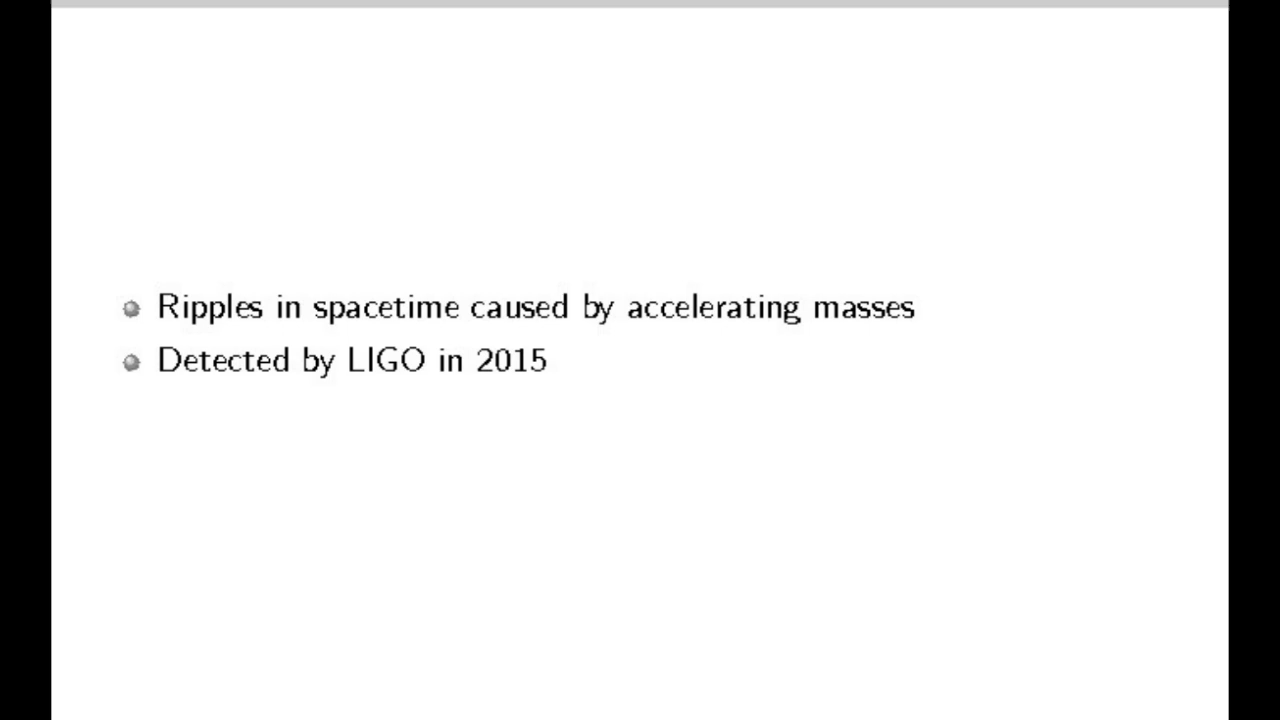 Ripples in spacetime caused by accelerating masses
Detected by LIGO in 2015